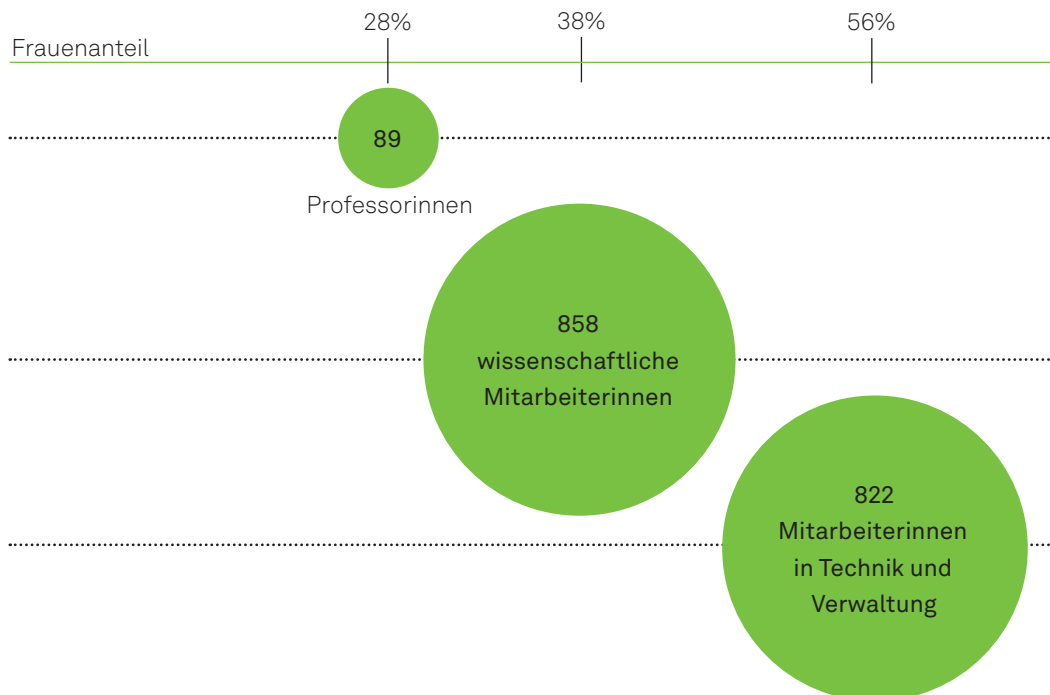 28%
38%
56%
Frauenanteil
89
Professorinnen
858
wissenschaftliche
Mitarbeiterinnen
822
Mitarbeiterinnen
in Technik und
Verwaltung